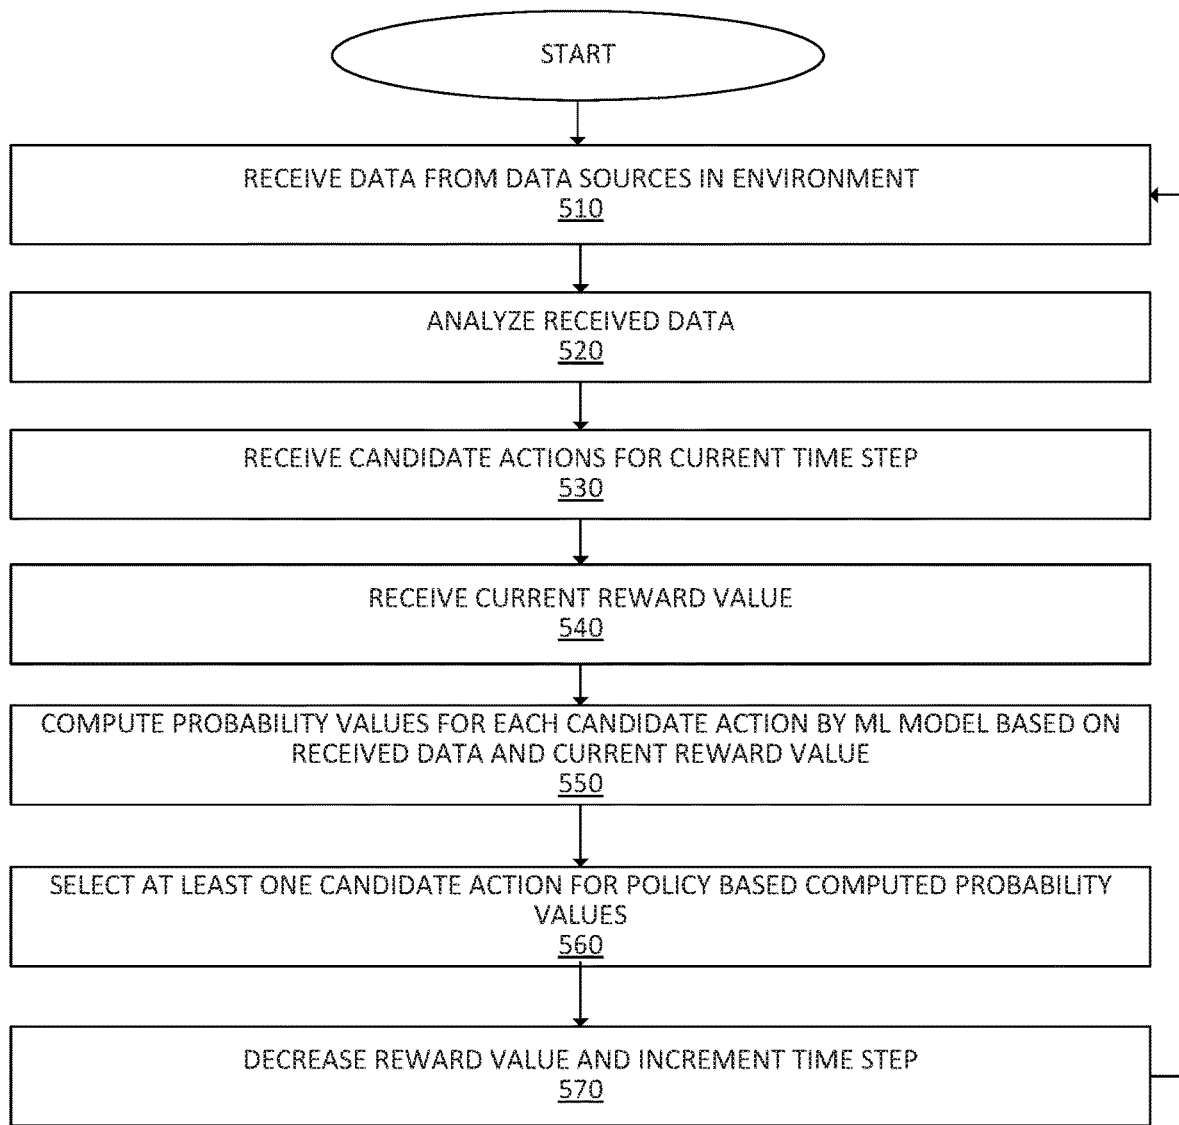 START
RECEIVE DATA FROM DATA SOURCES IN ENVIRONMENT
510
ANALYZE RECEIVED DATA
520
RECEIVE CANDIDATE ACTIONS FOR CURRENT TIME STEP
530
RECEIVE CURRENT REWARD VALUE
540
COMPUTE PROBABILITY VALUES FOR EACH CANDIDATE ACTION BY ML MODEL BASED ON
RECEIVED DATA AND CURRENT REWARD VALUE
550
SELECT AT LEAST ONE CANDIDATE ACTION FOR POLICY BASED COMPUTED PROBABILITY
VALUES
560
DECREASE REWARD VALUE AND INCREMENT TIME STEP
570